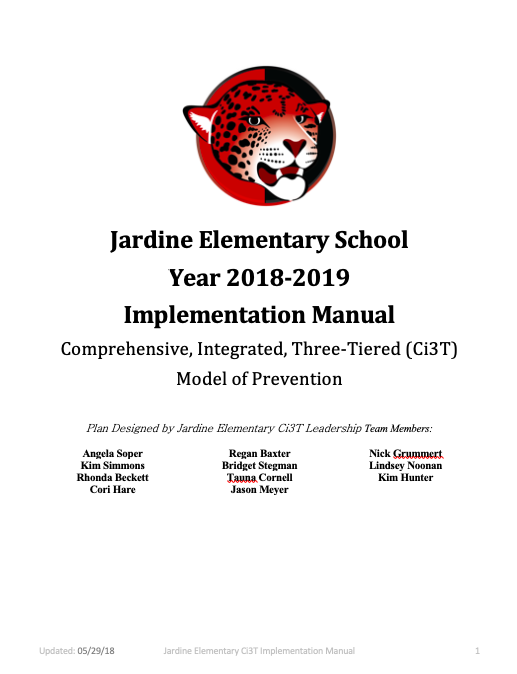 Jardine Elementary School
Year 2018-2019
Implementation Manual
Comprehensive, Integrated, Three-Tiered (Ci3T)
Model of Prevention
Plan Designed by Jardine Elementary Ci3T Leadership Team Members:
Angela Soper Regan Baxter Nick Grummert
Kim Simmons Bridget Stegman Lindsey Noonan
Rhonda Beckett Tauna Cornell Kim Hunter
Cori Hare Jason Meyer
Updated: 05/29/18 Jardine Elementary Ci3T Implementation Manual 1